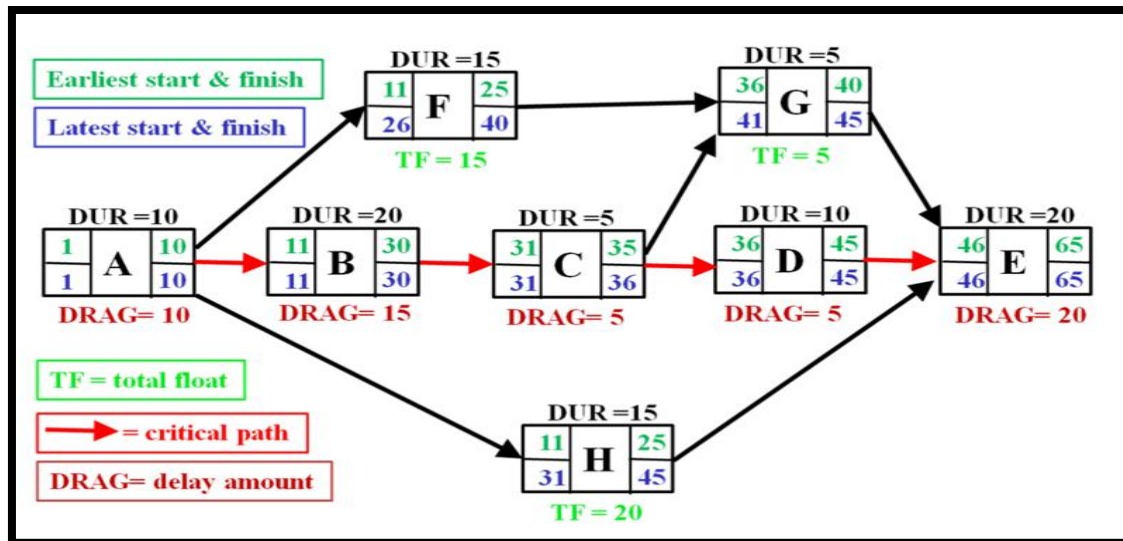 Earliest start & finish
Latest start & finish
DUR =15
11 F 25
26 40
TF = 15
DUR =5
36 G 40
41 45
TF = 5
DUR =10
1 A 10
1 10
DRAG= 10
DUR =20
11 B 30
11 30
DRAG= 15
DUR =5
31 C 35
31 36
DRAG= 5
DUR =10
36 D 45
36 45
DRAG= 5
DUR =20
46 E 65
46 65
DRAG= 20
TF = total float
= critical path
DRAG= delay amount
DUR =15
11 H 25
31 45
TF = 20